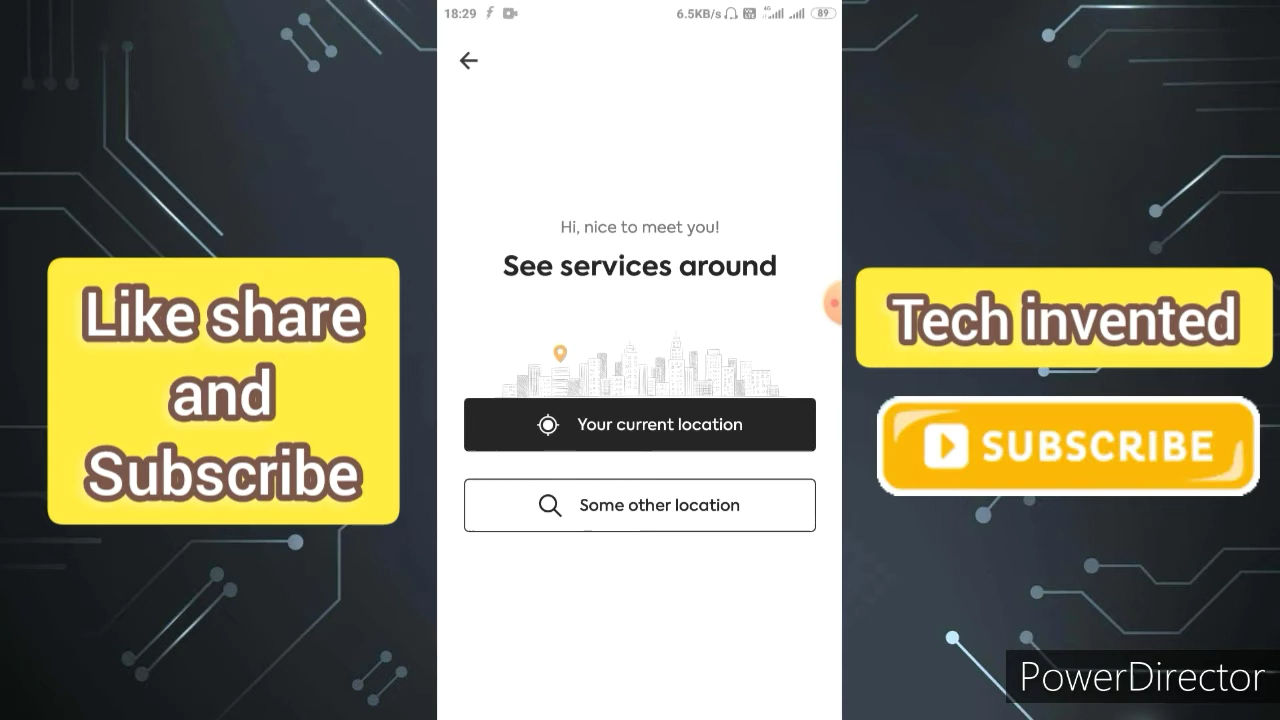 18:29
6.5KB/s
4G
89
Hi, nice to meet you!
See services around
Your current location
Some other location
Like share
and
Subscribe
Tech invented
SUBSCRIBE
PowerDirector